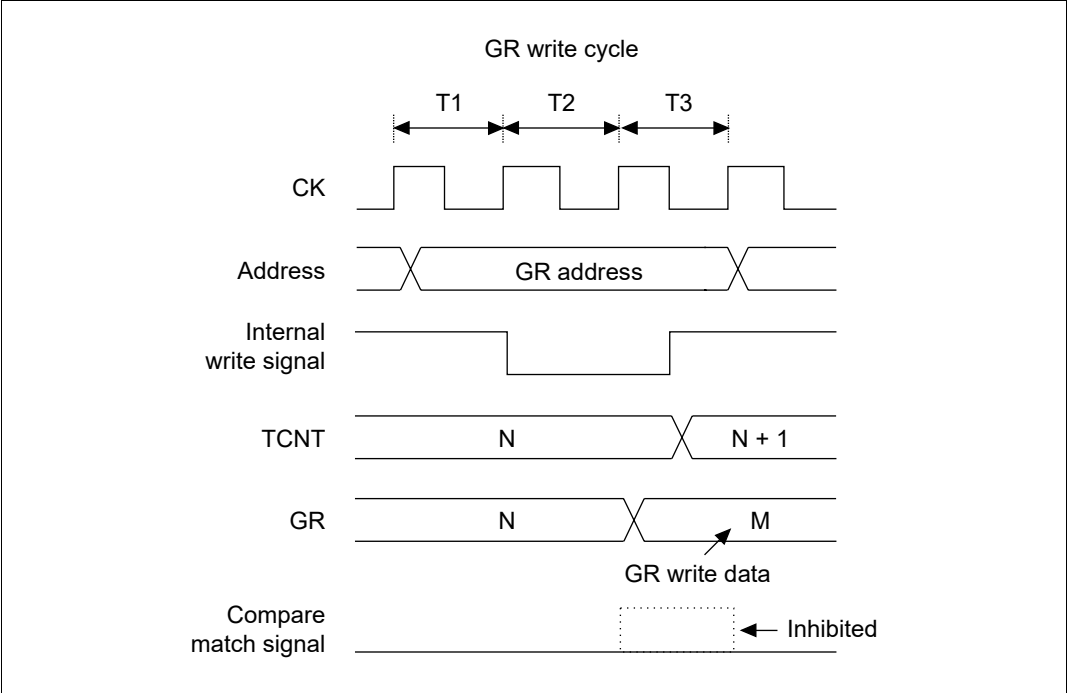 GR write cycle
T1 T2 T3
CK
Address GR address
Internal
write signal
TCNT N N + 1
GR N M
GR write data
Compare
match signal Inhibited